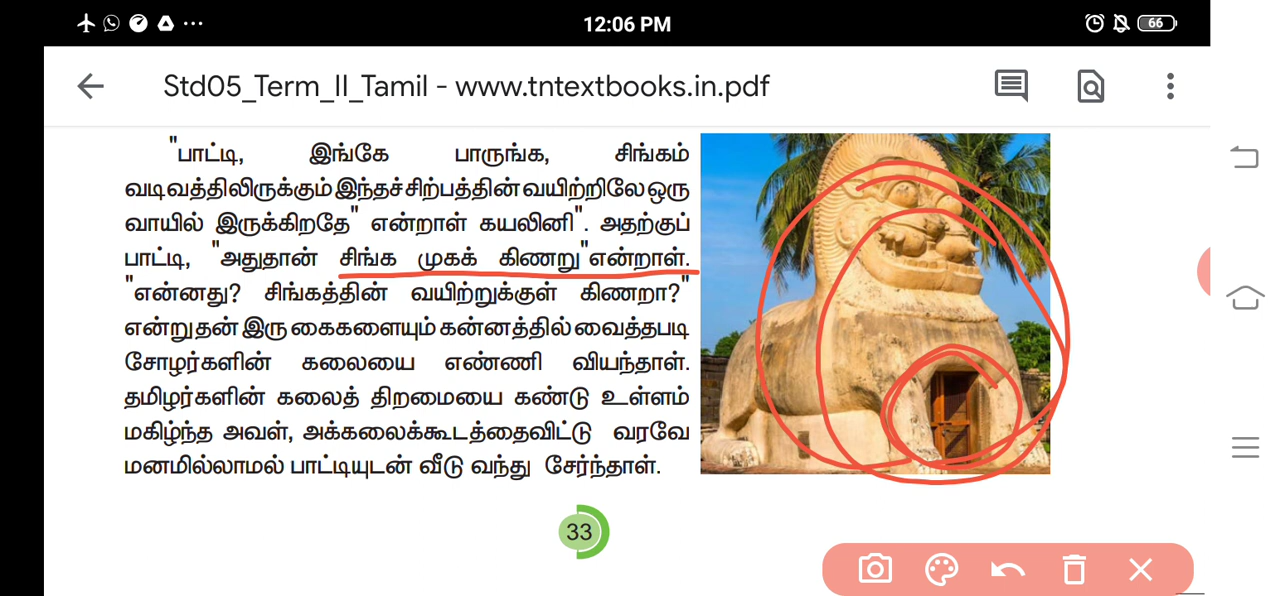 12:06 PM
66
Std05_Term_II_Tamil - www.tntextbooks.in.pdf
"பாட்டி, இங்கே பாருங்க, சிங்கம்
வடிவத்திலிருக்கும் இந்தச் சிற்பத்தின் வயிற்றிலே ஒரு
வாயில் இருக்கிறதே" என்றாள் கயலினி". அதற்குப்
பாட்டி, "அதுதான் சிங்க முகக் கிணறு" என்றாள்.
"என்னது? சிங்கத்தின் வயிற்றுக்குள் கிணறா?"
என்று தன் இரு கைகளையும் கன்னத்தில் வைத்தபடி
சோழர்களின் கலையை எண்ணி வியந்தாள்.
தமிழர்களின் கலைத் திறமையை கண்டு உள்ளம்
மகிழ்ந்த அவள், அக்கலைக்கூடத்தைவிட்டு வரவே
மனமில்லாமல் பாட்டியுடன் வீடு வந்து சேர்ந்தாள்.
33